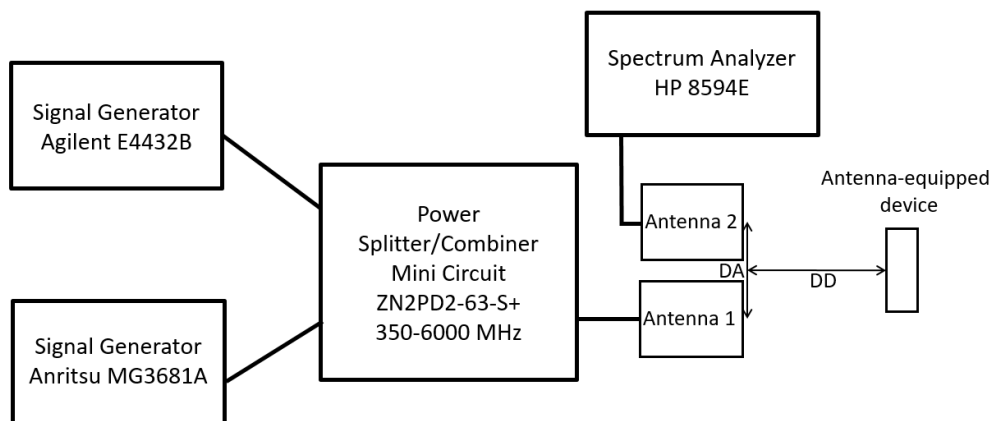 Signal Generator
Agilent E4432B
Signal Generator
Anritsu MG3681A
Power
Splitter/Combiner
Mini Circuit
ZN2PD2-63-S+
350-6000 MHz
Spectrum Analyzer
HP 8594E
Antenna 2
Antenna 1
DA
DD
Antenna-equipped
device